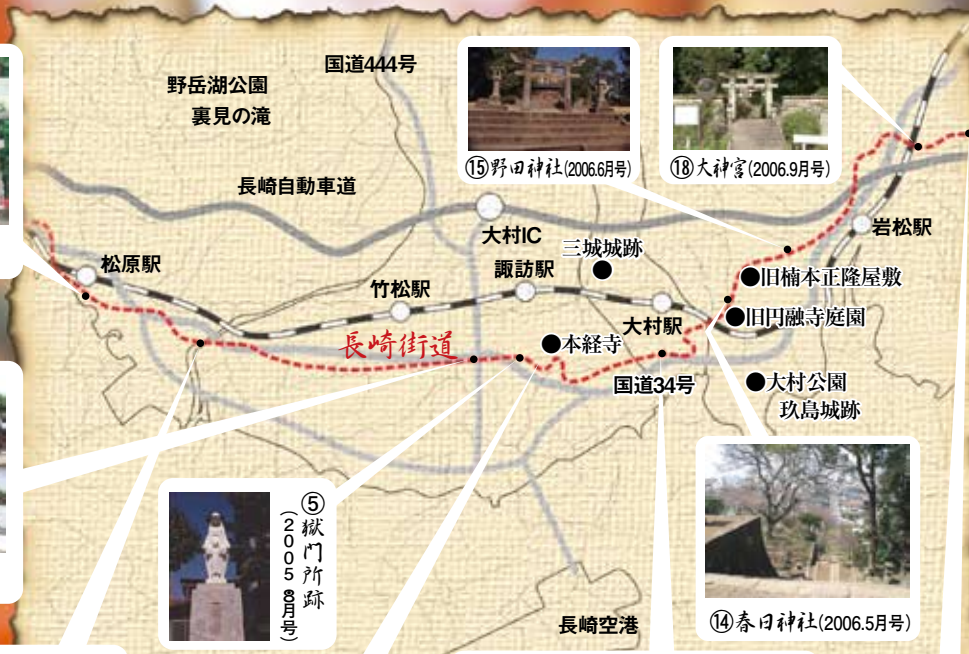 野岳湖公園
裏見の滝
国道444号
⑮野田神社(2006.6月号)
⑱大神宮(2006.9月号)
長崎自動車道
大村IC
岩松駅
三城城跡
松原駅
諏訪駅
竹松駅
●旧楠本正隆屋敷
大村駅
●旧円融寺庭園
長崎街道
●本経寺
国道34号
●大村公園
玖島城跡
⑤獄門所跡
(2005.8月号)
長崎空港
⑭春日神社(2006.5月号)